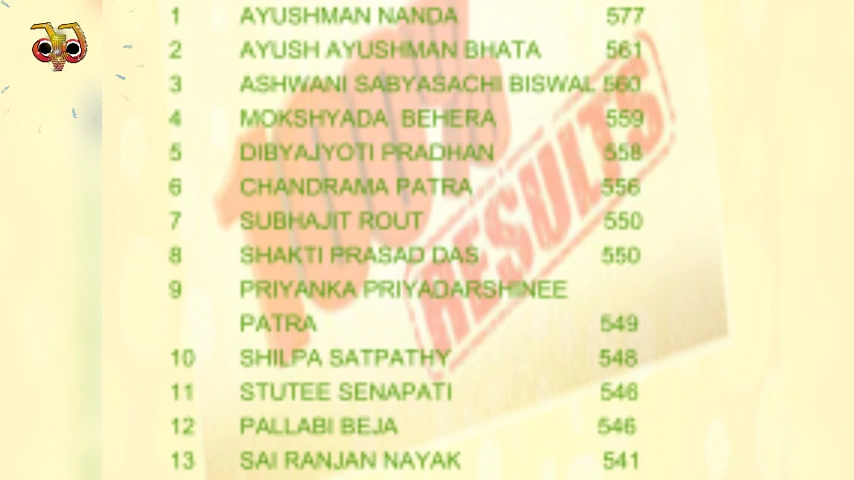 1 AYUSHMAN NANDA 577
2 AYUSH AYUSHMAN BHATA 561
3 ASHWANI SABYASACHI BISWAL 560
4 MOKSHYADA BEHERA 559
5 DIBYAJYOTI PRADHAN 558
6 CHANDRAMA PATRA 556
7 SUBHAJIT ROUT 550
8 SHAKTI PRASAD DAS 550
9 PRIYANKA PRIYADARSHINEE
PATRA 549
10 SHILPA SATPATHY 548
11 STUTEE SENAPATI 546
12 PALLABI BEJA 546
13 SAI RANJAN NAYAK 541
100%
RESULTS